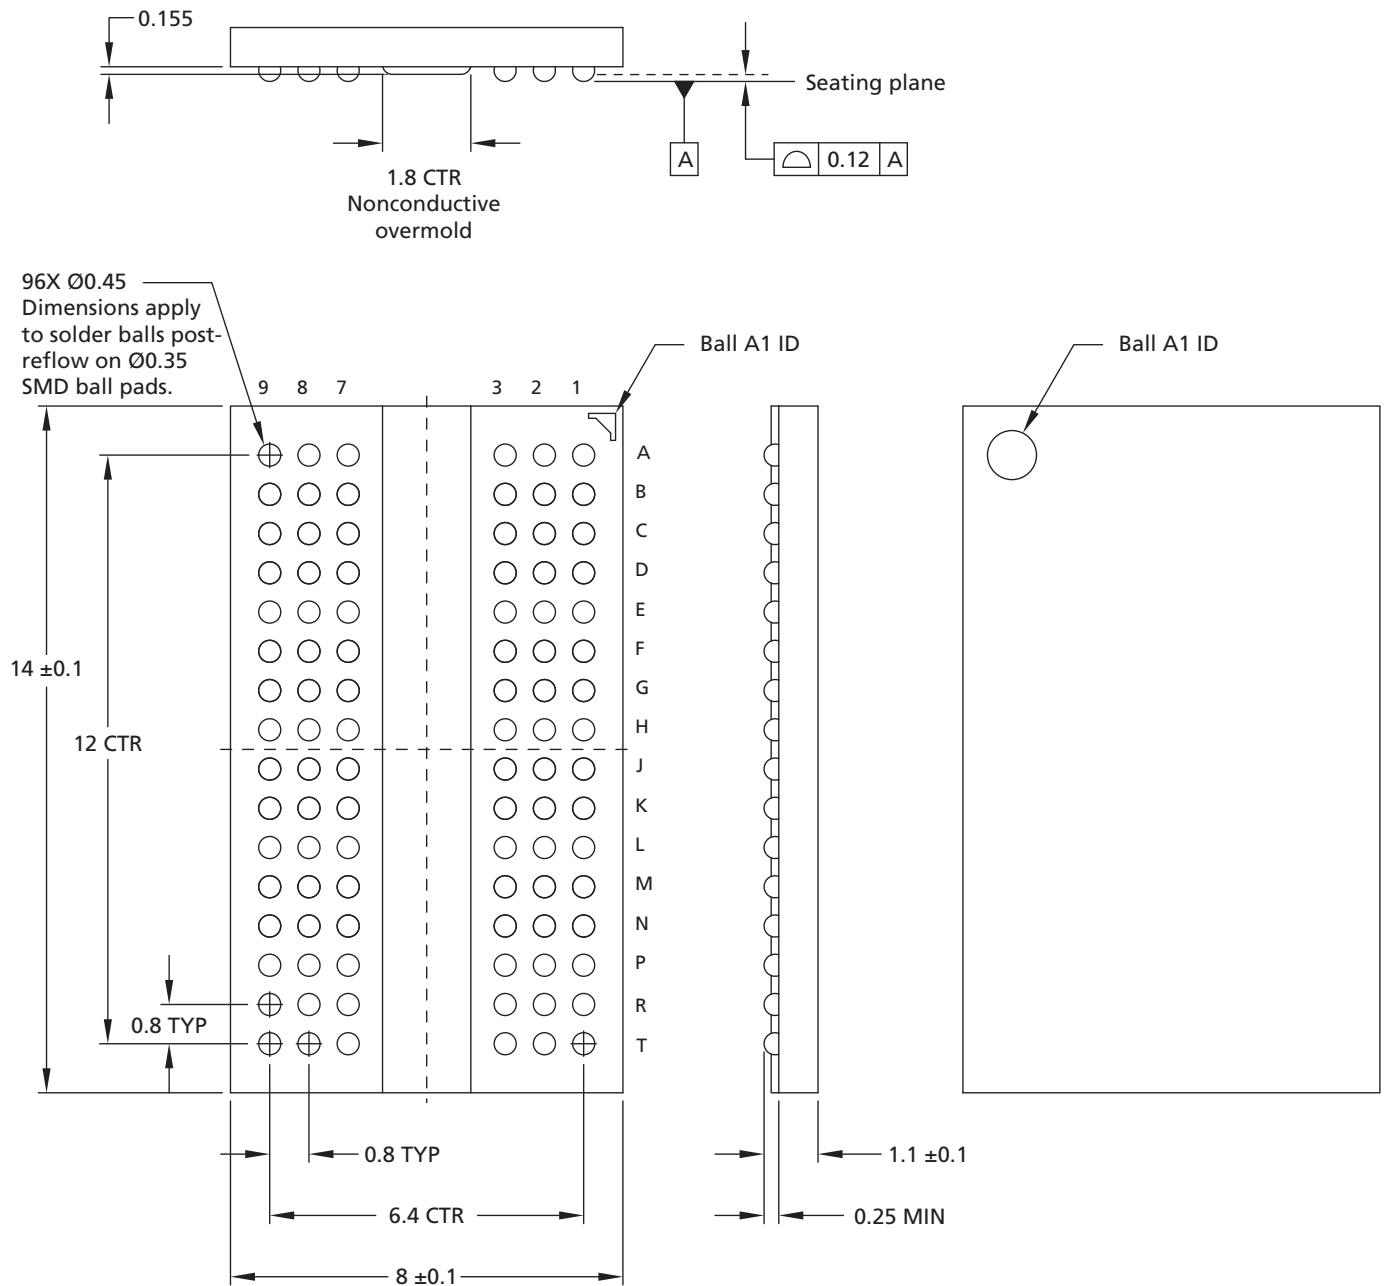 0.155
Seating plane
A
0.12 A
1.8 CTR
Nonconductive
overmold
96X Ø0.45
Dimensions apply
to solder balls post-
reflow on Ø0.35
SMD ball pads.
Ball A1 ID
Ball A1 ID
9 8 7 3 2 1
A
B
C
D
E
F
G
H
J
K
L
M
N
P
R
T
14 ±0.1
12 CTR
0.8 TYP
0.8 TYP
1.1 ±0.1
6.4 CTR
0.25 MIN
8 ±0.1